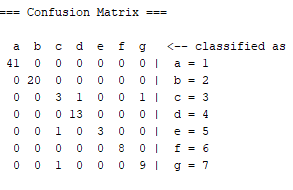 === Confusion Matrix ===
a b c d e f g <-- classified as
41 0 0 0 0 0 0 | a = 1
0 20 0 0 0 0 0 | b = 2
0 0 3 1 0 0 1 | c = 3
0 0 0 13 0 0 0 | d = 4
0 0 1 0 3 0 0 | e = 5
0 0 0 0 0 8 0 | f = 6
0 0 1 0 0 0 9 | g = 7